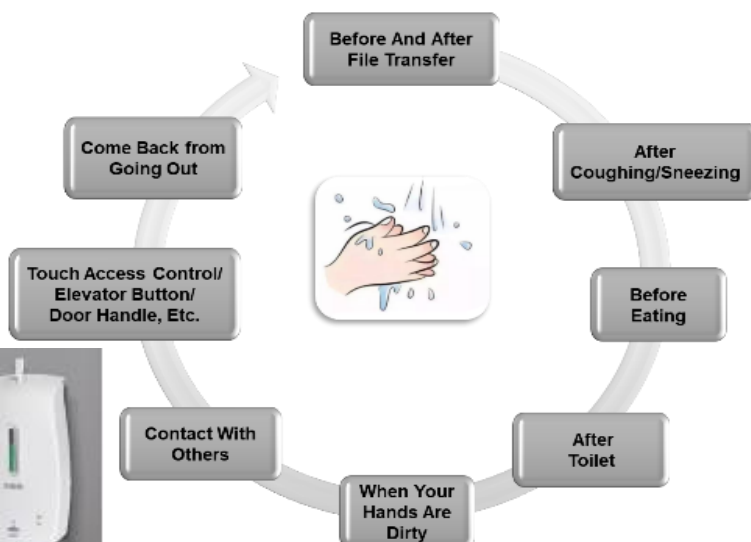 Before And After
File Transfer
After
Coughing/Sneezing
Before
Eating
After
Toilet
When Your
Hands Are
Dirty
Contact With
Others
Touch Access Control/
Elevator Button/
Door Handle, Etc.
Come Back from
Going Out